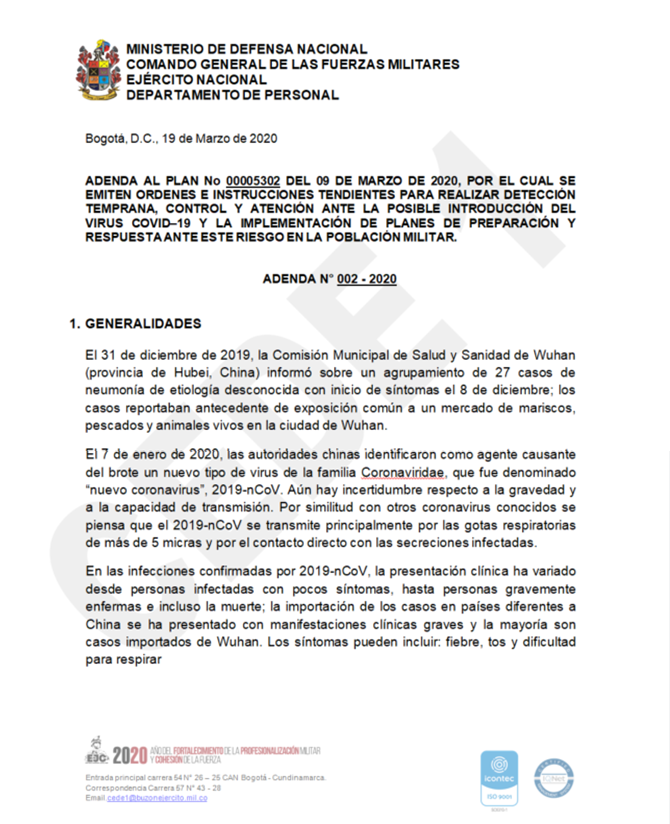 MINISTERIO DE DEFENSA NACIONAL
COMANDO GENERAL DE LAS FUERZAS MILITARES
EJÉRCITO NACIONAL
DEPARTAMENTO DE PERSONAL
Bogotá, D.C., 19 de Marzo de 2020
ADENDA AL PLAN No 00005302 DEL 09 DE MARZO DE 2020, POR EL CUAL SE
EMITEN ORDENES E INSTRUCCIONES TENDIENTES PARA REALIZAR DETECCIÓN
TEMPRANA, CONTROL Y ATENCIÓN ANTE LA POSIBLE INTRODUCCIÓN DEL
VIRUS COVID–19 Y LA IMPLEMENTACIÓN DE PLANES DE PREPARACIÓN Y
RESPUESTA ANTE ESTE RIESGO EN LA POBLACIÓN MILITAR.
ADENDA N° 002 - 2020
1. GENERALIDADES
El 31 de diciembre de 2019, la Comisión Municipal de Salud y Sanidad de Wuhan
(provincia de Hubei, China) informó sobre un agrupamiento de 27 casos de
neumonía de etiología desconocida con inicio de síntomas el 8 de diciembre; los
casos reportaban antecedente de exposición común a un mercado de mariscos,
pescados y animales vivos en la ciudad de Wuhan.
El 7 de enero de 2020, las autoridades chinas identificaron como agente causante
del brote un nuevo tipo de virus de la familia Coronaviridae, que fue denominado
“nuevo coronavirus”, 2019-nCoV. Aún hay incertidumbre respecto a la gravedad y
a la capacidad de transmisión. Por similitud con otros coronavirus conocidos se
piensa que el 2019-nCoV se transmite principalmente por las gotas respiratorias
de más de 5 micras y por el contacto directo con las secreciones infectadas.
En las infecciones confirmadas por 2019-nCoV, la presentación clínica ha variado
desde personas infectadas con pocos síntomas, hasta personas gravemente
enfermas e incluso la muerte; la importación de los casos en países diferentes a
China se ha presentado con manifestaciones clínicas graves y la mayoría son
casos importados de Wuhan. Los síntomas pueden incluir: fiebre, tos y dificultad
para respirar
CEDE 1
EJC 2020 AÑO DEL FORTALECIMIENTO DE LA PROFESIONALIZACIÓN MILITAR
Y COHESIÓN DE LA FUERZA
Entrada principal carrera 54 N° 26 – 25 CAN Bogotá - Cundinamarca.
Correspondencia Carrera 57 N° 43 - 28
Email.cede1@buzonejercito.mil.co
icontec
ISO 9001